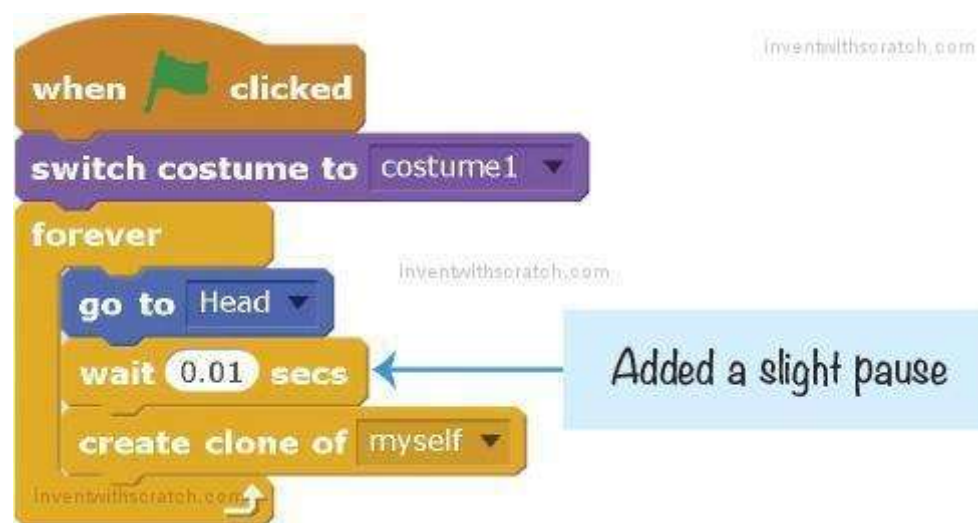 inventwithscratch.com
when clicked
switch costume to costume1
forever
inventwithscratch.com
go to Head
wait 0.01 secs
Added a slight pause
create clone of myself
inventwithscratch.com